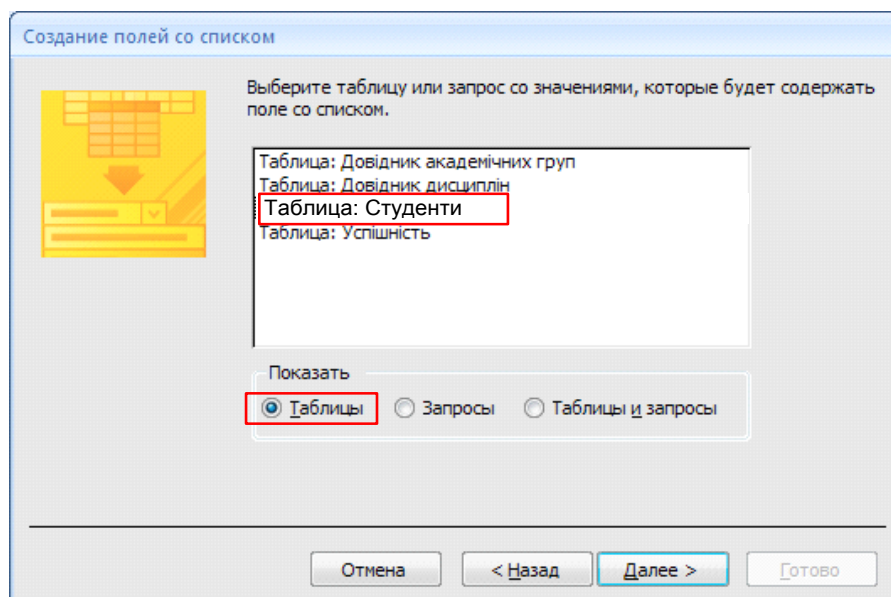 Создание полей со списком
Выберите таблицу или запрос со значениями, которые будет содержать
поле со списком.
Таблица: Довідник академічних груп
Таблица: Довідник дисциплін
Таблица: Студенти
Таблица: Успішність
Показать
Таблицы Запросы Таблицы и запросы
Отмена < Назад Далее > Готово